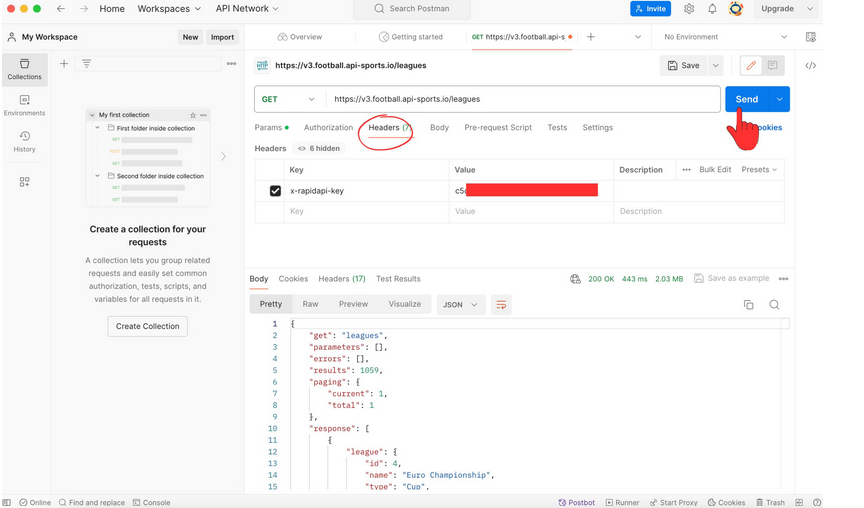 Home Workspaces API Network Search Postman Invite Upgrade
My Workspace New Import Overview Getting started GET https://v3.football.api-s No Environment
Collections
Environments
History
My first collection
First folder inside collection
GET
POST
GET
Second folder inside collection
GET
GET
Create a collection for your
requests
A collection lets you group related
requests and easily set common
authorization, tests, scripts, and
variables for all requests in it.
Create Collection
HTTP https://v3.football.api-sports.io/leagues Save
GET https://v3.football.api-sports.io/leagues Send
Params Authorization Headers (7) Body Pre-request Script Tests Settings ookies
Headers 6 hidden
Key Value Description Bulk Edit Presets
x-rapidapi-key c5
Key Value Description
Body Cookies Headers (17) Test Results 200 OK 443 ms 2.03 MB Save as example
Pretty Raw Preview Visualize JSON
1 {
2 "get": "leagues",
3 "parameters": [],
4 "errors": [],
5 "results": 1059,
6 "paging": {
7 "current": 1,
8 "total": 1
9 },
10 "response": [
11 {
12 "league": {
13 "id": 4,
14 "name": "Euro Championship",
15 "type": "Cup",
Online Find and replace Console Postbot Runner Start Proxy Cookies Trash